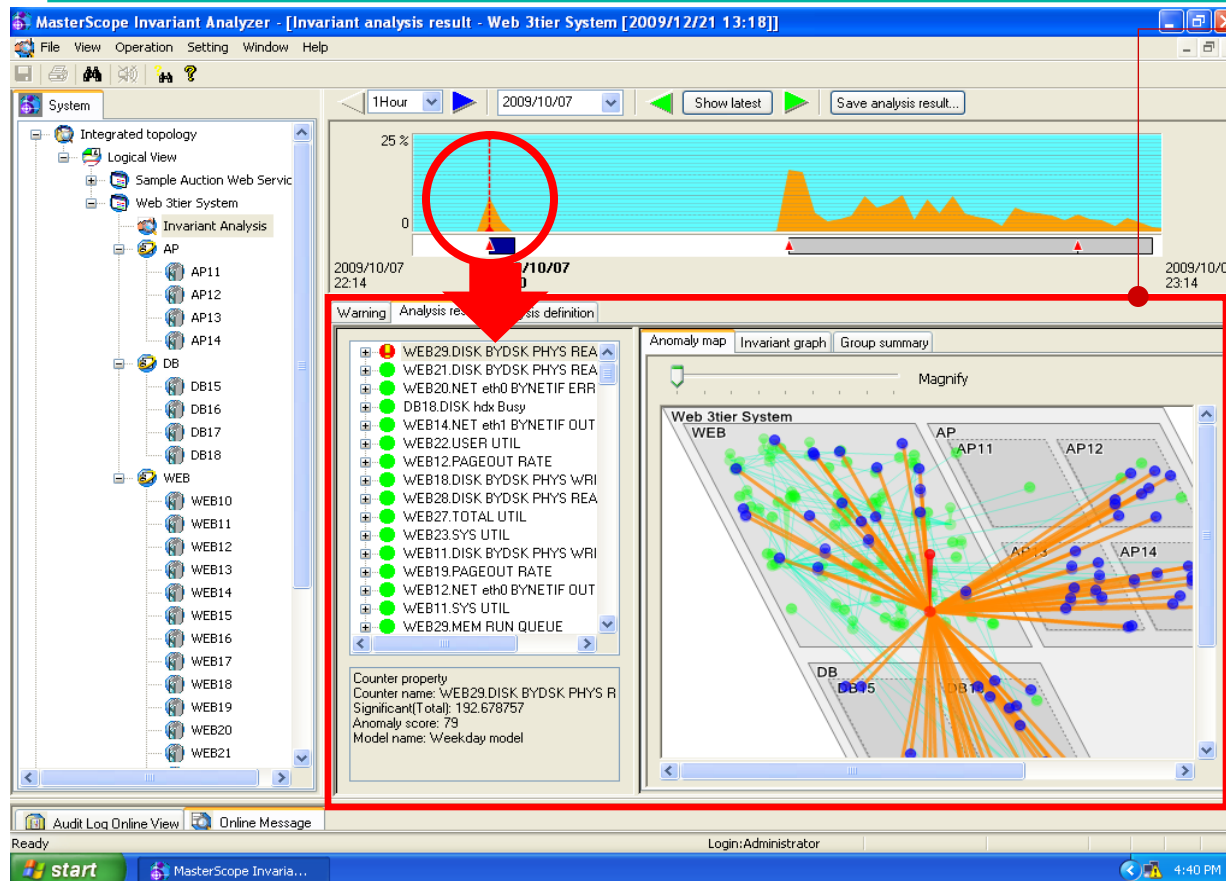 MasterScope Invariant Analyzer - [Invariant analysis result - Web 3tier System [2009/12/21 13:18]]
File View Operation Setting Window Help
System
1Hour
2009/10/07
Show latest
Save analysis result...
Integrated topology
Logical View
Sample Auction Web Servic
Web 3tier System
Invariant Analysis
AP
AP11
AP12
AP13
AP14
DB
DB15
DB16
DB17
DB18
WEB
WEB10
WEB11
WEB12
WEB13
WEB14
WEB15
WEB16
WEB17
WEB18
WEB19
WEB20
WEB21
25 %
0
2009/10/07
22:14
/10/07
2009/10/0
23:14
Warning
Analysis res
sis definition
WEB29.DISK BYDSK PHYS REA
WEB21.DISK BYDSK PHYS REA
WEB20.NET eth0 BYNETIF ERR
DB18.DISK hdx Busy
WEB14.NET eth1 BYNETIF OUT
WEB22.USER UTIL
WEB12.PAGEOUT RATE
WEB18.DISK BYDSK PHYS WRI
WEB28.DISK BYDSK PHYS REA
WEB27.TOTAL UTIL
WEB23.SYS UTIL
WEB11.DISK BYDSK PHYS WRI
WEB19.PAGEOUT RATE
WEB12.NET eth0 BYNETIF OUT
WEB11.SYS UTIL
WEB29.MEM RUN QUEUE
Counter property
Counter name: WEB29.DISK BYDSK PHYS R
Significant(Total): 192.678757
Anomaly score: 79
Model name: Weekday model
Anomaly map
Invariant graph
Group summary
Magnify
Web 3tier System
WEB
AP
AP11
AP12
AP13
AP14
DB
DB15
Audit Log Online View
Online Message
Ready
Login:Administrator
start
MasterScope Invaria...
4:40 PM